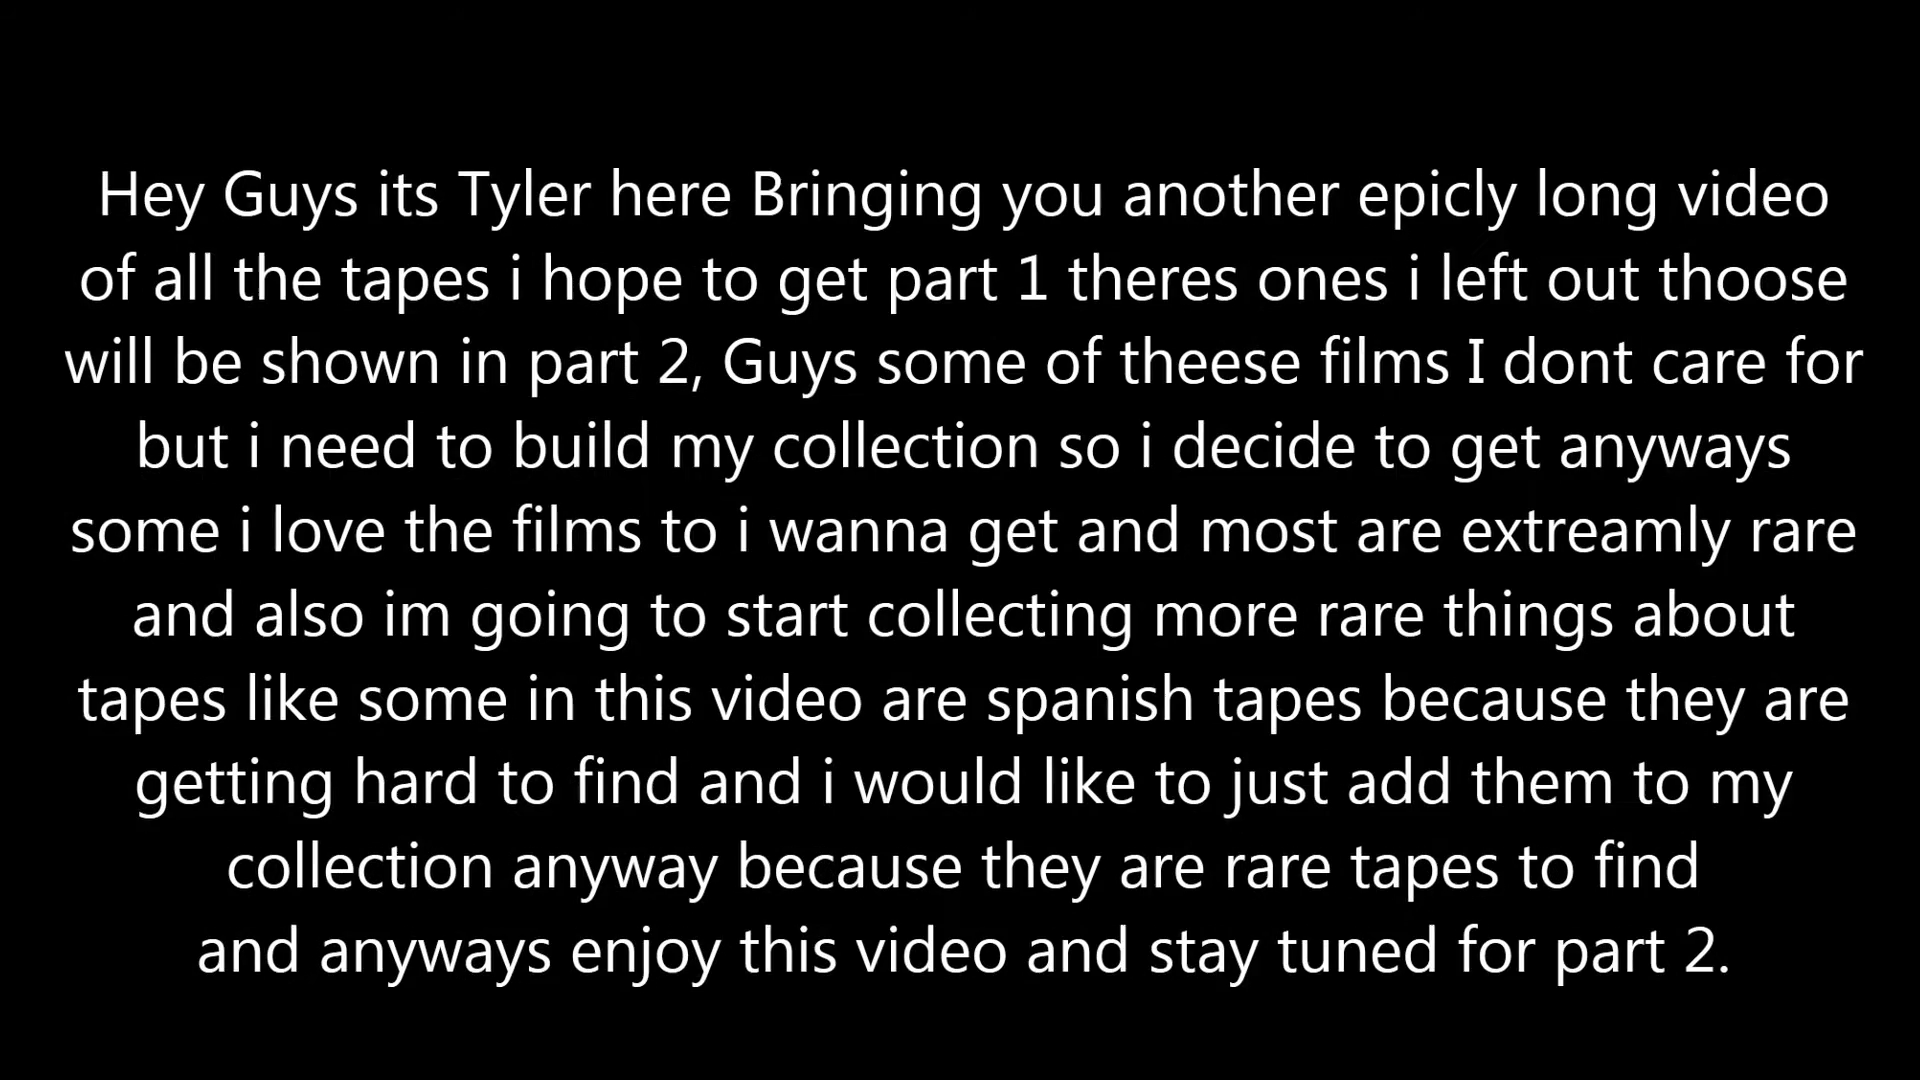 Hey Guys its Tyler here Bringing you another epicly long video
of all the tapes i hope to get part 1 theres ones i left out thoose
will be shown in part 2, Guys some of theese films I dont care for
but i need to build my collection so i decide to get anyways
some i love the films to i wanna get and most are extreamly rare
and also im going to start collecting more rare things about
tapes like some in this video are spanish tapes because they are
getting hard to find and i would like to just add them to my
collection anyway because they are rare tapes to find
and anyways enjoy this video and stay tuned for part 2.